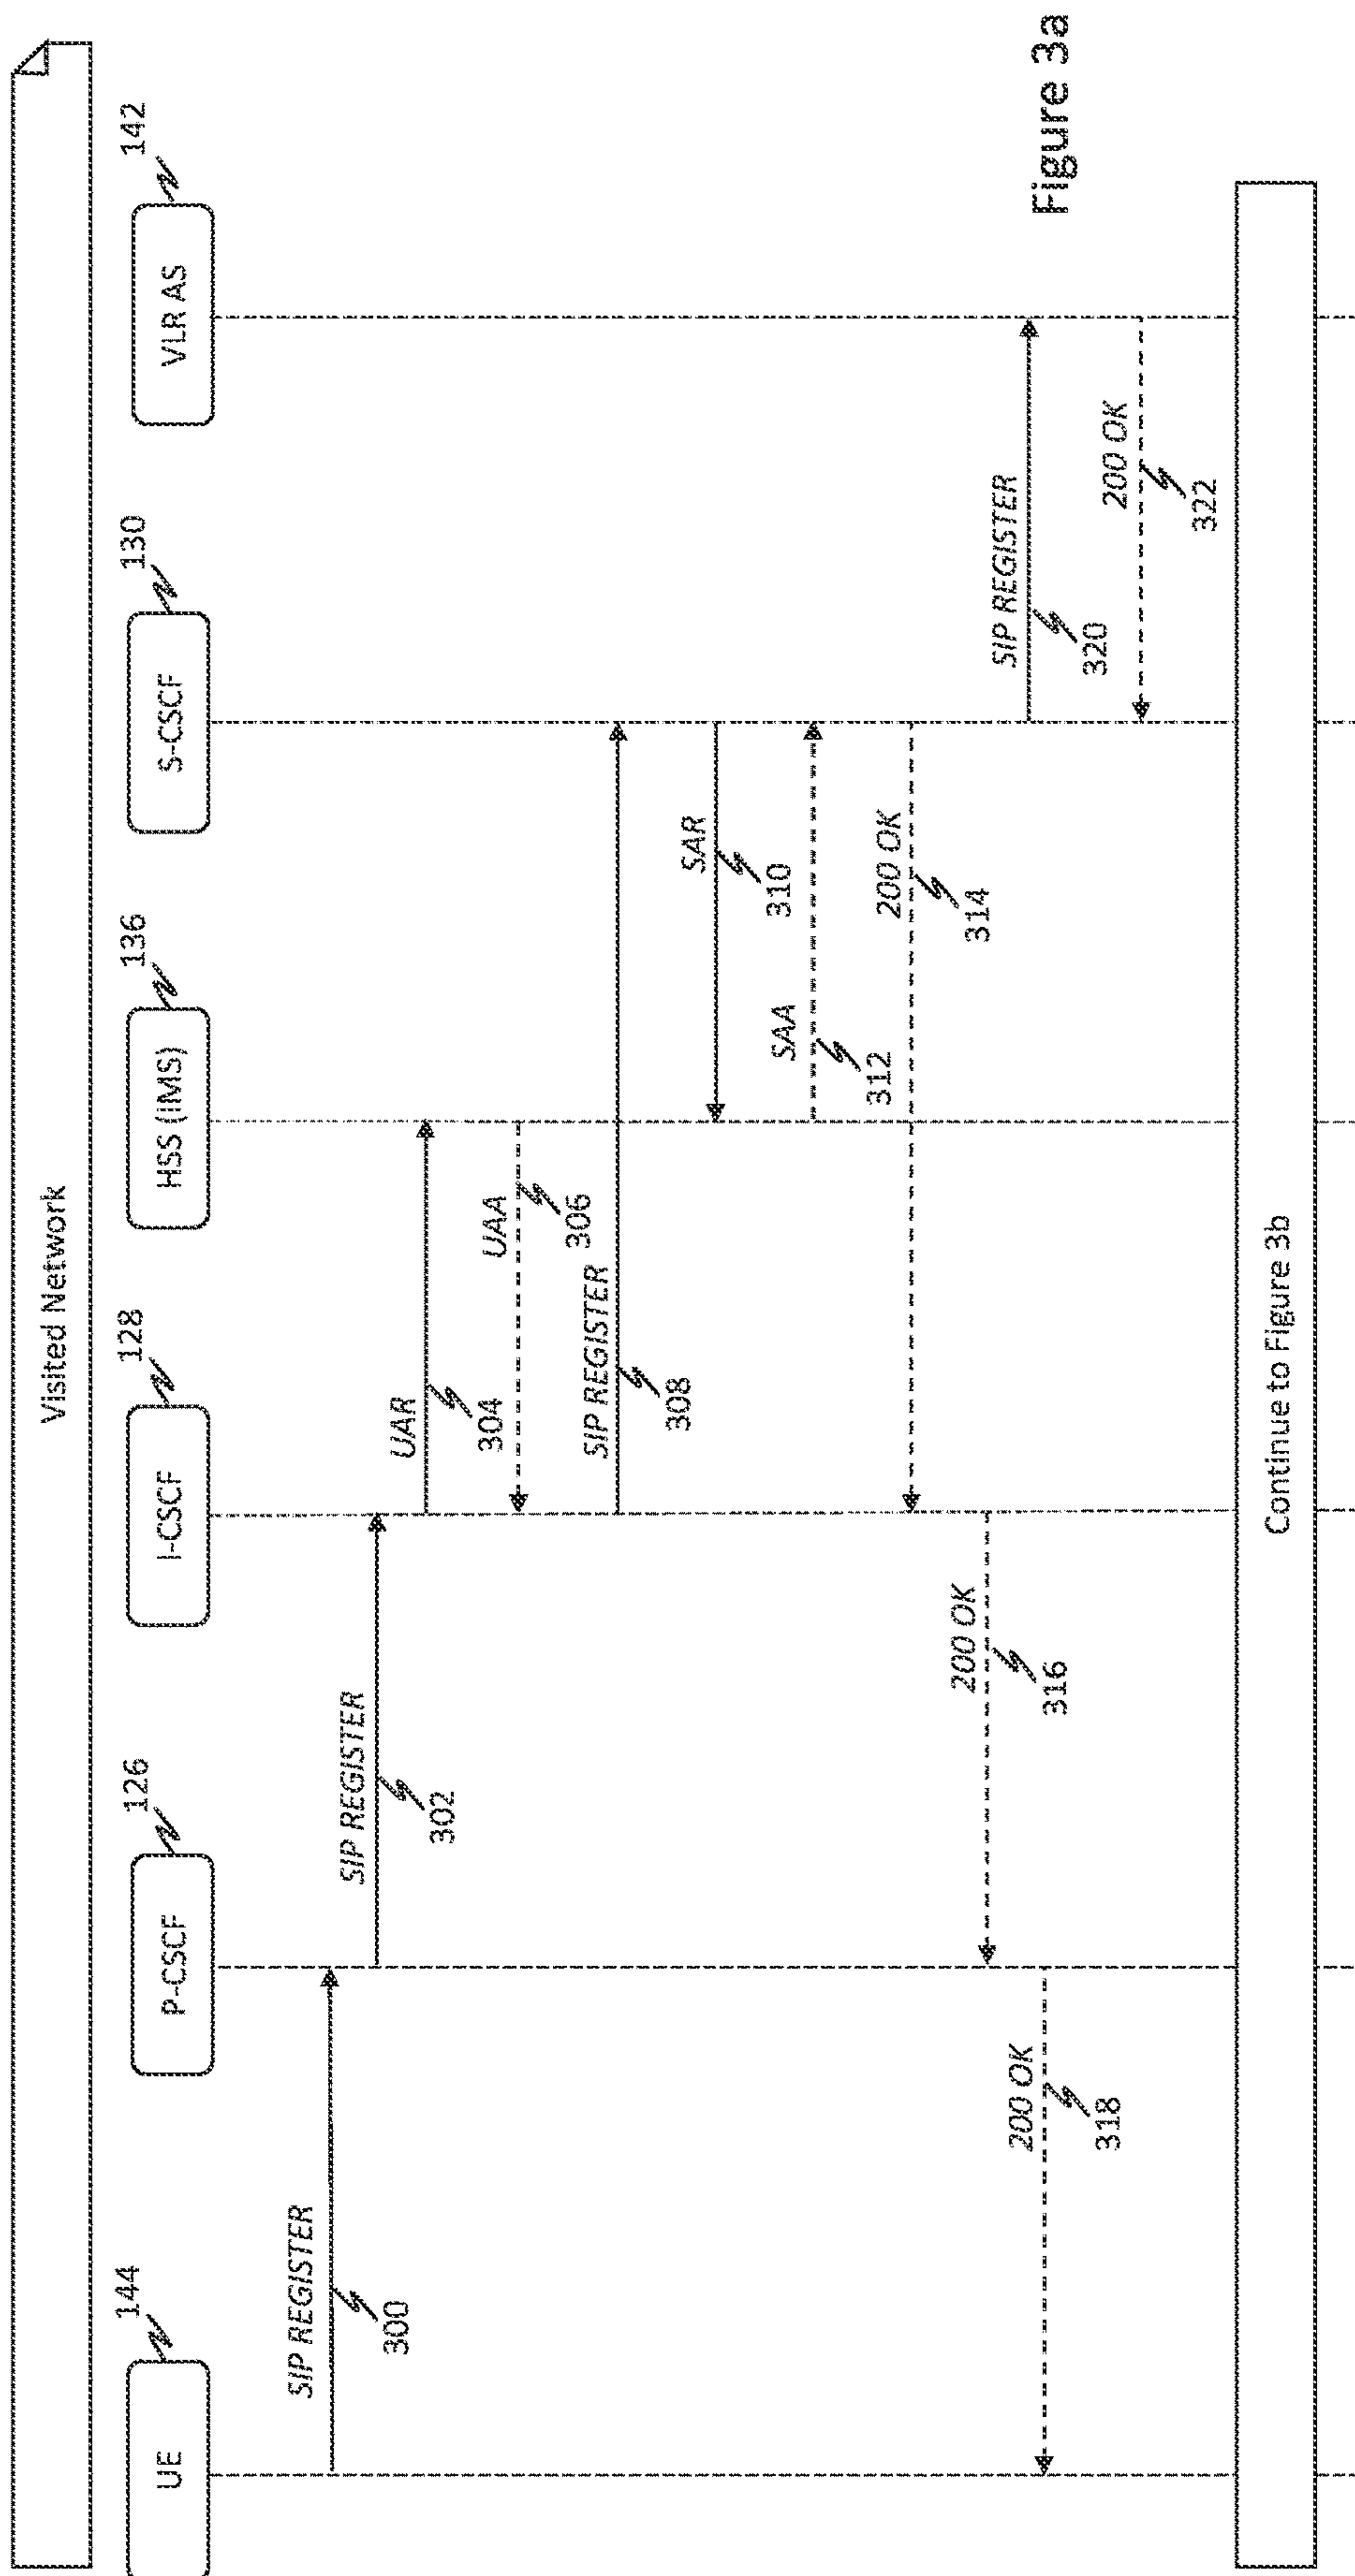 Visited Network
144
126
128
136
130
142
UE
P-CSCF
I-CSCF
HSS (IMS)
S-CSCF
VLR AS
SIP REGISTER
300
SIP REGISTER
302
UAR
304
UAA
306
SIP REGISTER
308
SAR
310
SAA
312
200 OK
314
200 OK
316
200 OK
318
SIP REGISTER
320
200 OK
322
Continue to Figure 3b
Figure 3a